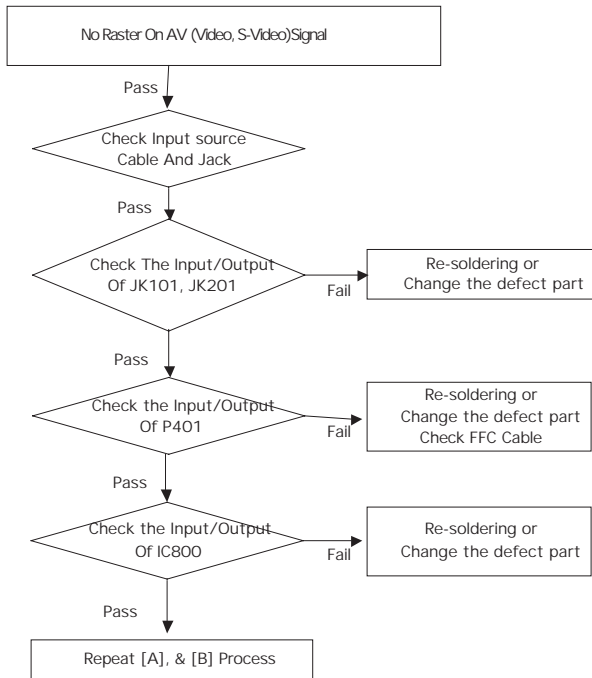 No Raster On AV (Video, S-Video)Signal
Pass
Check Input source
Cable And Jack
Pass
Check The Input/Output
Of JK101, JK201
Fail
Re-soldering or
Change the defect part
Pass
Check the Input/Output
Of P401
Fail
Re-soldering or
Change the defect part
Check FFC Cable
Pass
Check the Input/Output
Of IC800
Fail
Re-soldering or
Change the defect part
Pass
Repeat [A], & [B] Process